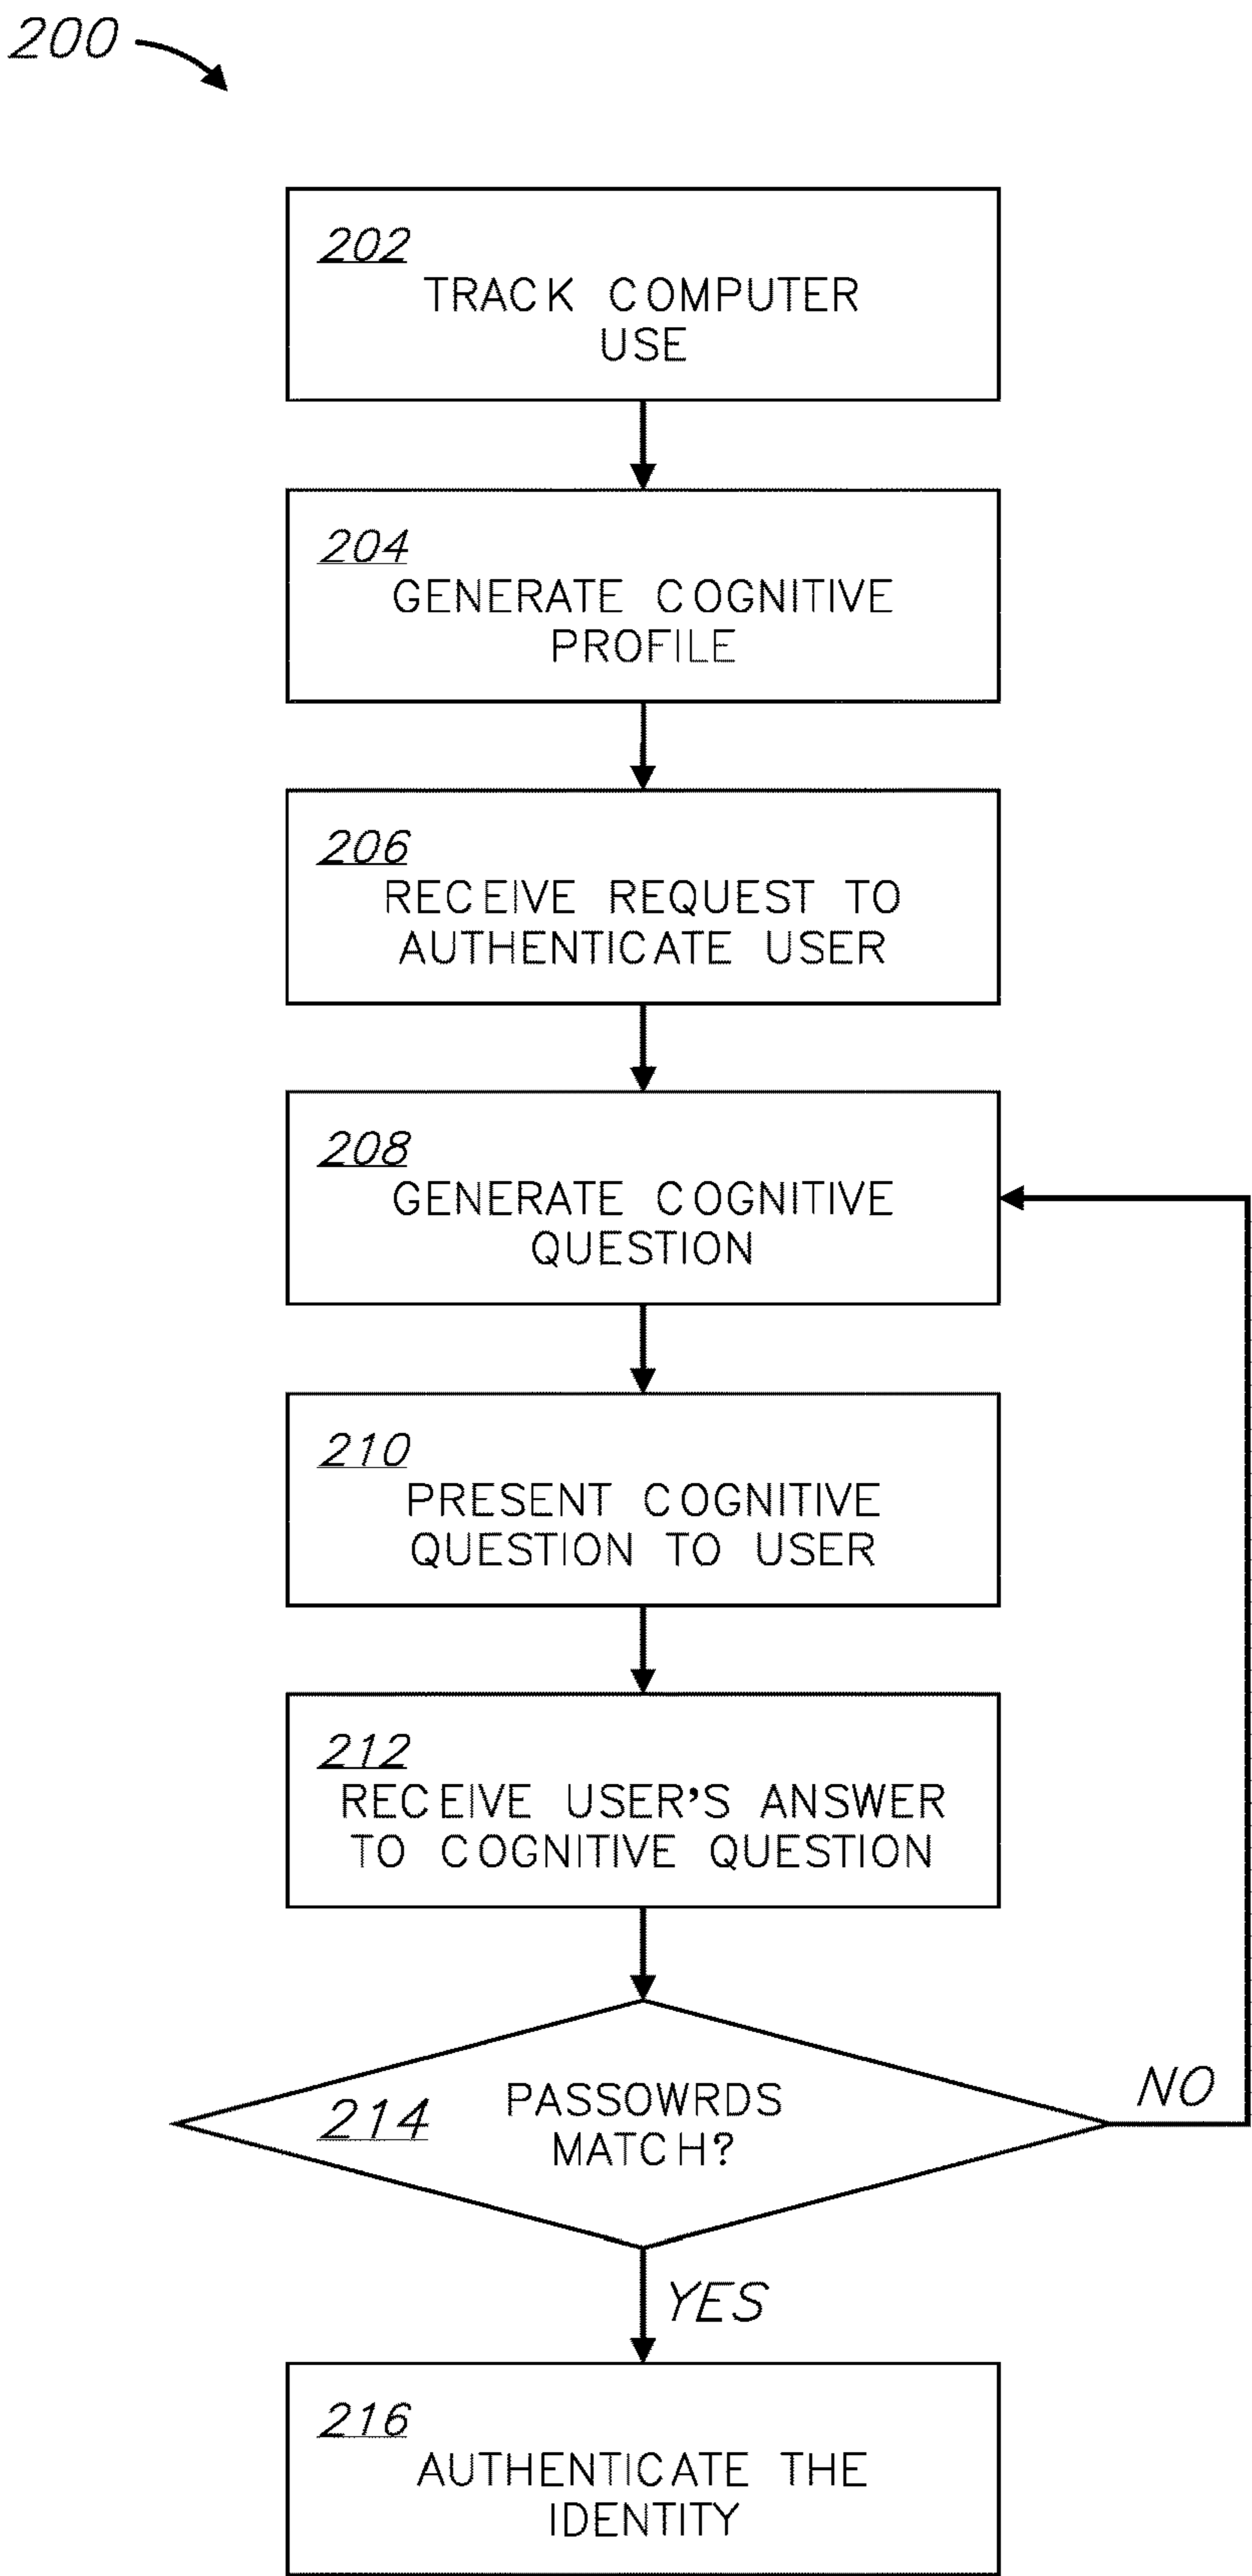 200
202
TRACK COMPUTER
USE
204
GENERATE COGNITIVE
PROFILE
206
RECEIVE REQUEST TO
AUTHENTICATE USER
208
GENERATE COGNITIVE
QUESTION
210
PRESENT COGNITIVE
QUESTION TO USER
212
RECEIVE USER'S ANSWER
TO COGNITIVE QUESTION
214
PASSOWRDS
MATCH?
NO
YES
216
AUTHENTICATE THE
IDENTITY